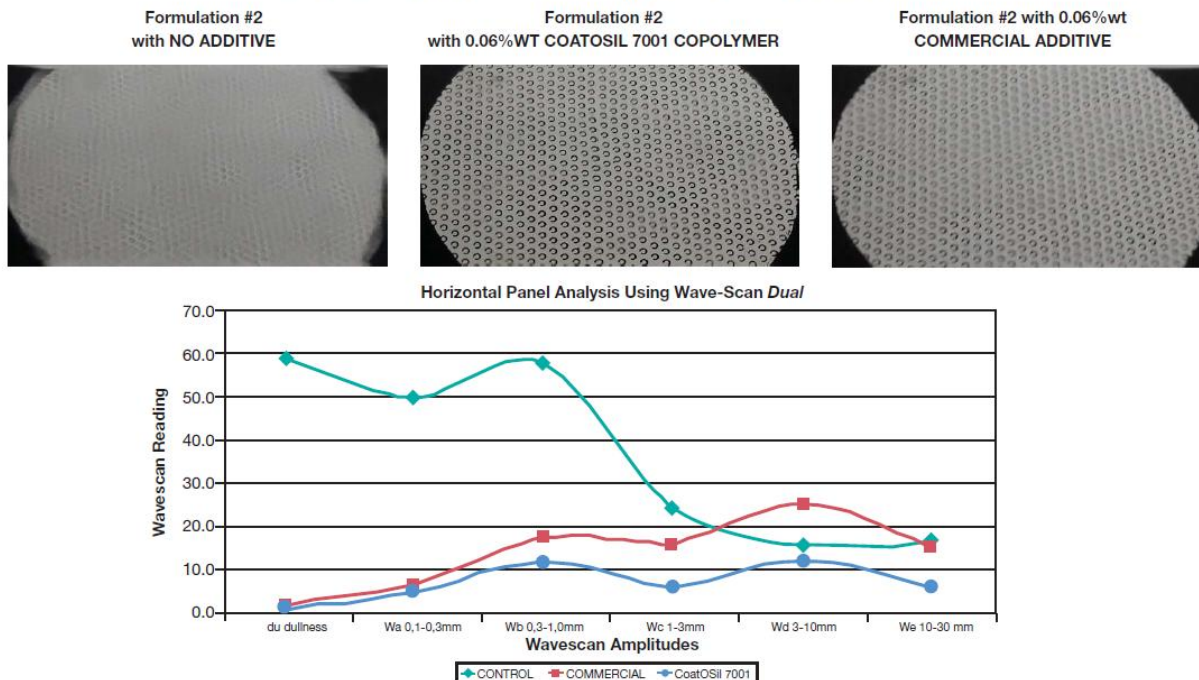 Formulation #2
with NO ADDITIVE
Formulation #2
with 0.06%WT COATOSIL 7001 COPOLYMER
Formulation #2 with 0.06%wt
COMMERCIAL ADDITIVE
Horizontal Panel Analysis Using Wave-Scan Dual
Wavescan Reading
70.0
60.0
50.0
40.0
30.0
20.0
10.0
0.0
du dullness Wa 0,1-0,3mm Wb 0,3-1,0mm Wc 1-3mm Wd 3-10mm We 10-30 mm
Wavescan Amplitudes
CONTROL COMMERCIAL CoatOSil 7001